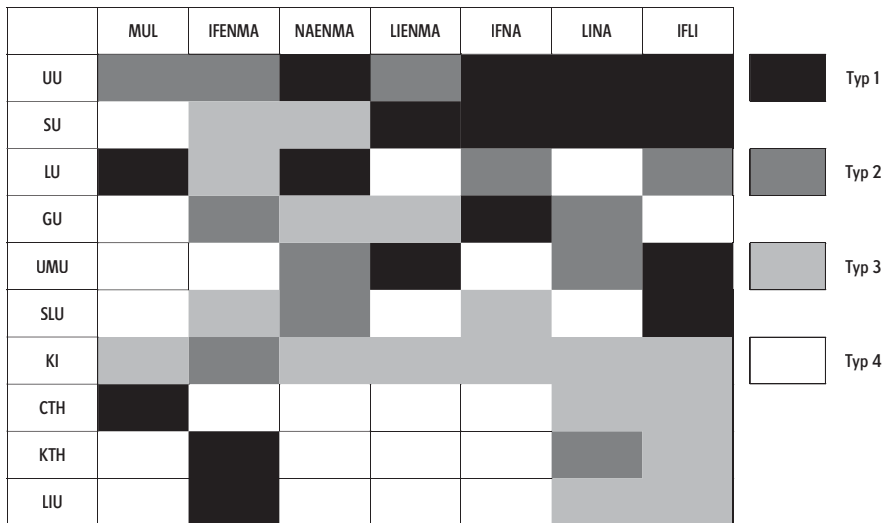 MUL IFENMA NAENMA LIENMA IFNA LINA IFLI
UU
SU
LU
GU
UMU
SLU
KI
CTH
KTH
LIU
Typ 1
Typ 2
Typ 3
Typ 4